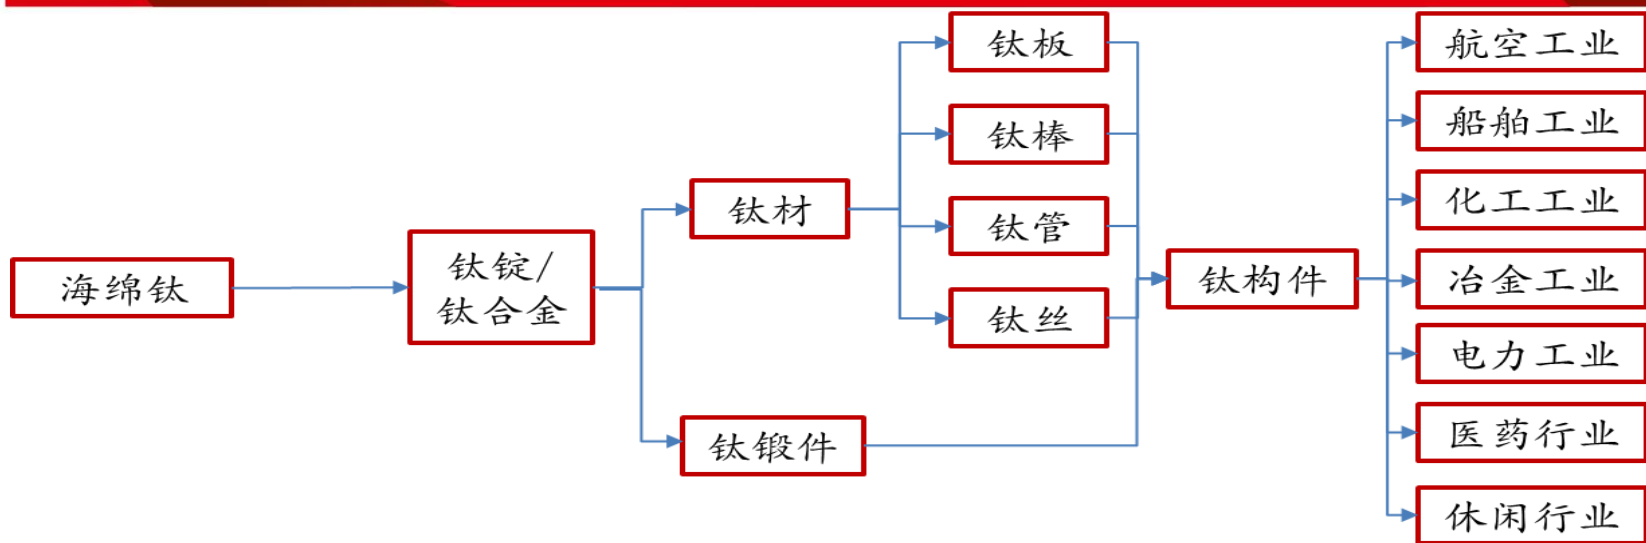 海绵钛
钛锭/
钛合金
钛材
钛锻件
钛板
钛棒
钛管
钛丝
钛构件
航空工业
船舶工业
化工工业
冶金工业
电力工业
医药行业
休闲行业